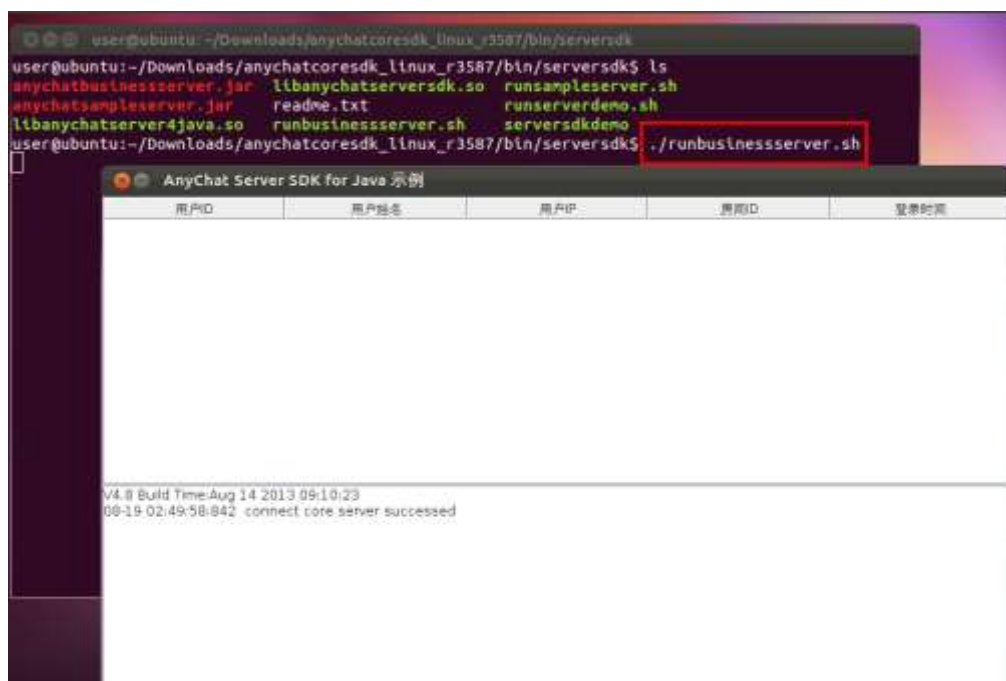 user@ubuntu: ~/Downloads/anychatcoresdk_linux_r3587/bin/serversdk
user@ubuntu:~/Downloads/anychatcoresdk_linux_r3587/bin/serversdk$ ls
anychatbusinessserver.jar libanychatserversdk.so runsampleserver.sh
anychatsampleserver.jar readme.txt runserverdemo.sh
libanychatserver4java.so runbusinessserver.sh serversdkdemo
user@ubuntu:~/Downloads/anychatcoresdk_linux_r3587/bin/serversdk$ ./runbusinessserver.sh
AnyChat Server SDK for Java 示例
用户ID 用户姓名 用户IP 房间ID 登录时间
V4.8 Build Time:Aug 14 2013 09:10:23
08-19 02:49:58:842 connect core server successed